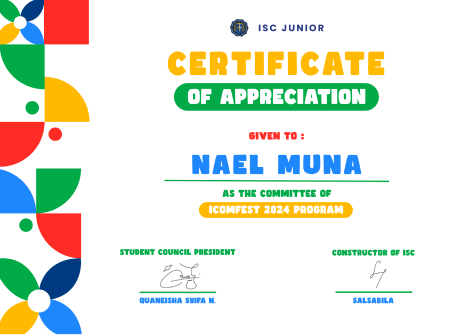 ISC JUNIOR
CERTIFICATE
OF APPRECIATION
GIVEN TO :
NAEL MUNA
AS THE COMMITTEE OF
ICOMFEST 2024 PROGRAM
STUDENT COUNCIL PRESIDENT
CONSTRUCTOR OF ISC
QUANEISHA SYIFA N.
SALSABILA